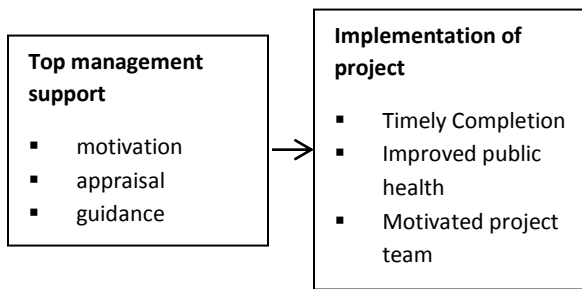 Top management
support
▪ motivation
▪ appraisal
▪ guidance
Implementation of
project
▪ Timely Completion
▪ Improved public
health
▪ Motivated project
team